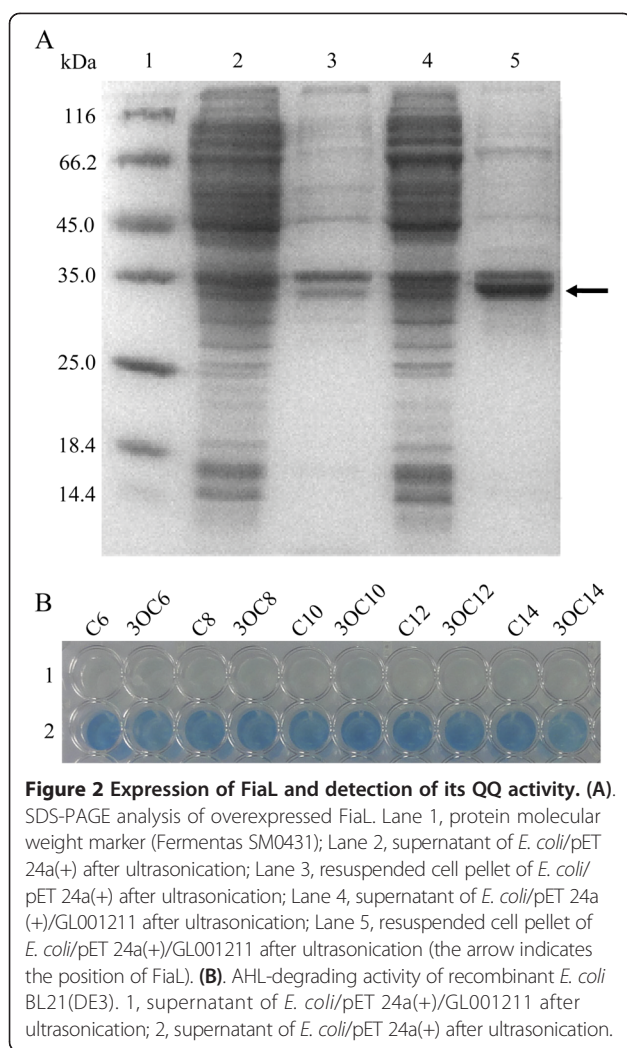 A
kDa 1 2 3 4 5
116
66.2
45.0
35.0
25.0
18.4
14.4
B
C6 3OC6 C8 3OC8 C10 3OC10 C12 3OC12 C14 3OC14
1
2
Figure 2 Expression of FiaL and detection of its QQ activity. (A).
SDS-PAGE analysis of overexpressed FiaL. Lane 1, protein molecular
weight marker (Fermentas SM0431); Lane 2, supernatant of E. coli/pET
24a(+) after ultrasonication; Lane 3, resuspended cell pellet of E. coli/
pET 24a(+) after ultrasonication; Lane 4, supernatant of E. coli/pET 24a
(+)/GL001211 after ultrasonication; Lane 5, resuspended cell pellet of
E. coli/pET 24a(+)/GL001211 after ultrasonication (the arrow indicates
the position of FiaL). (B). AHL-degrading activity of recombinant E. coli
BL21(DE3). 1, supernatant of E. coli/pET 24a(+)/GL001211 after
ultrasonication; 2, supernatant of E. coli/pET 24a(+) after ultrasonication.